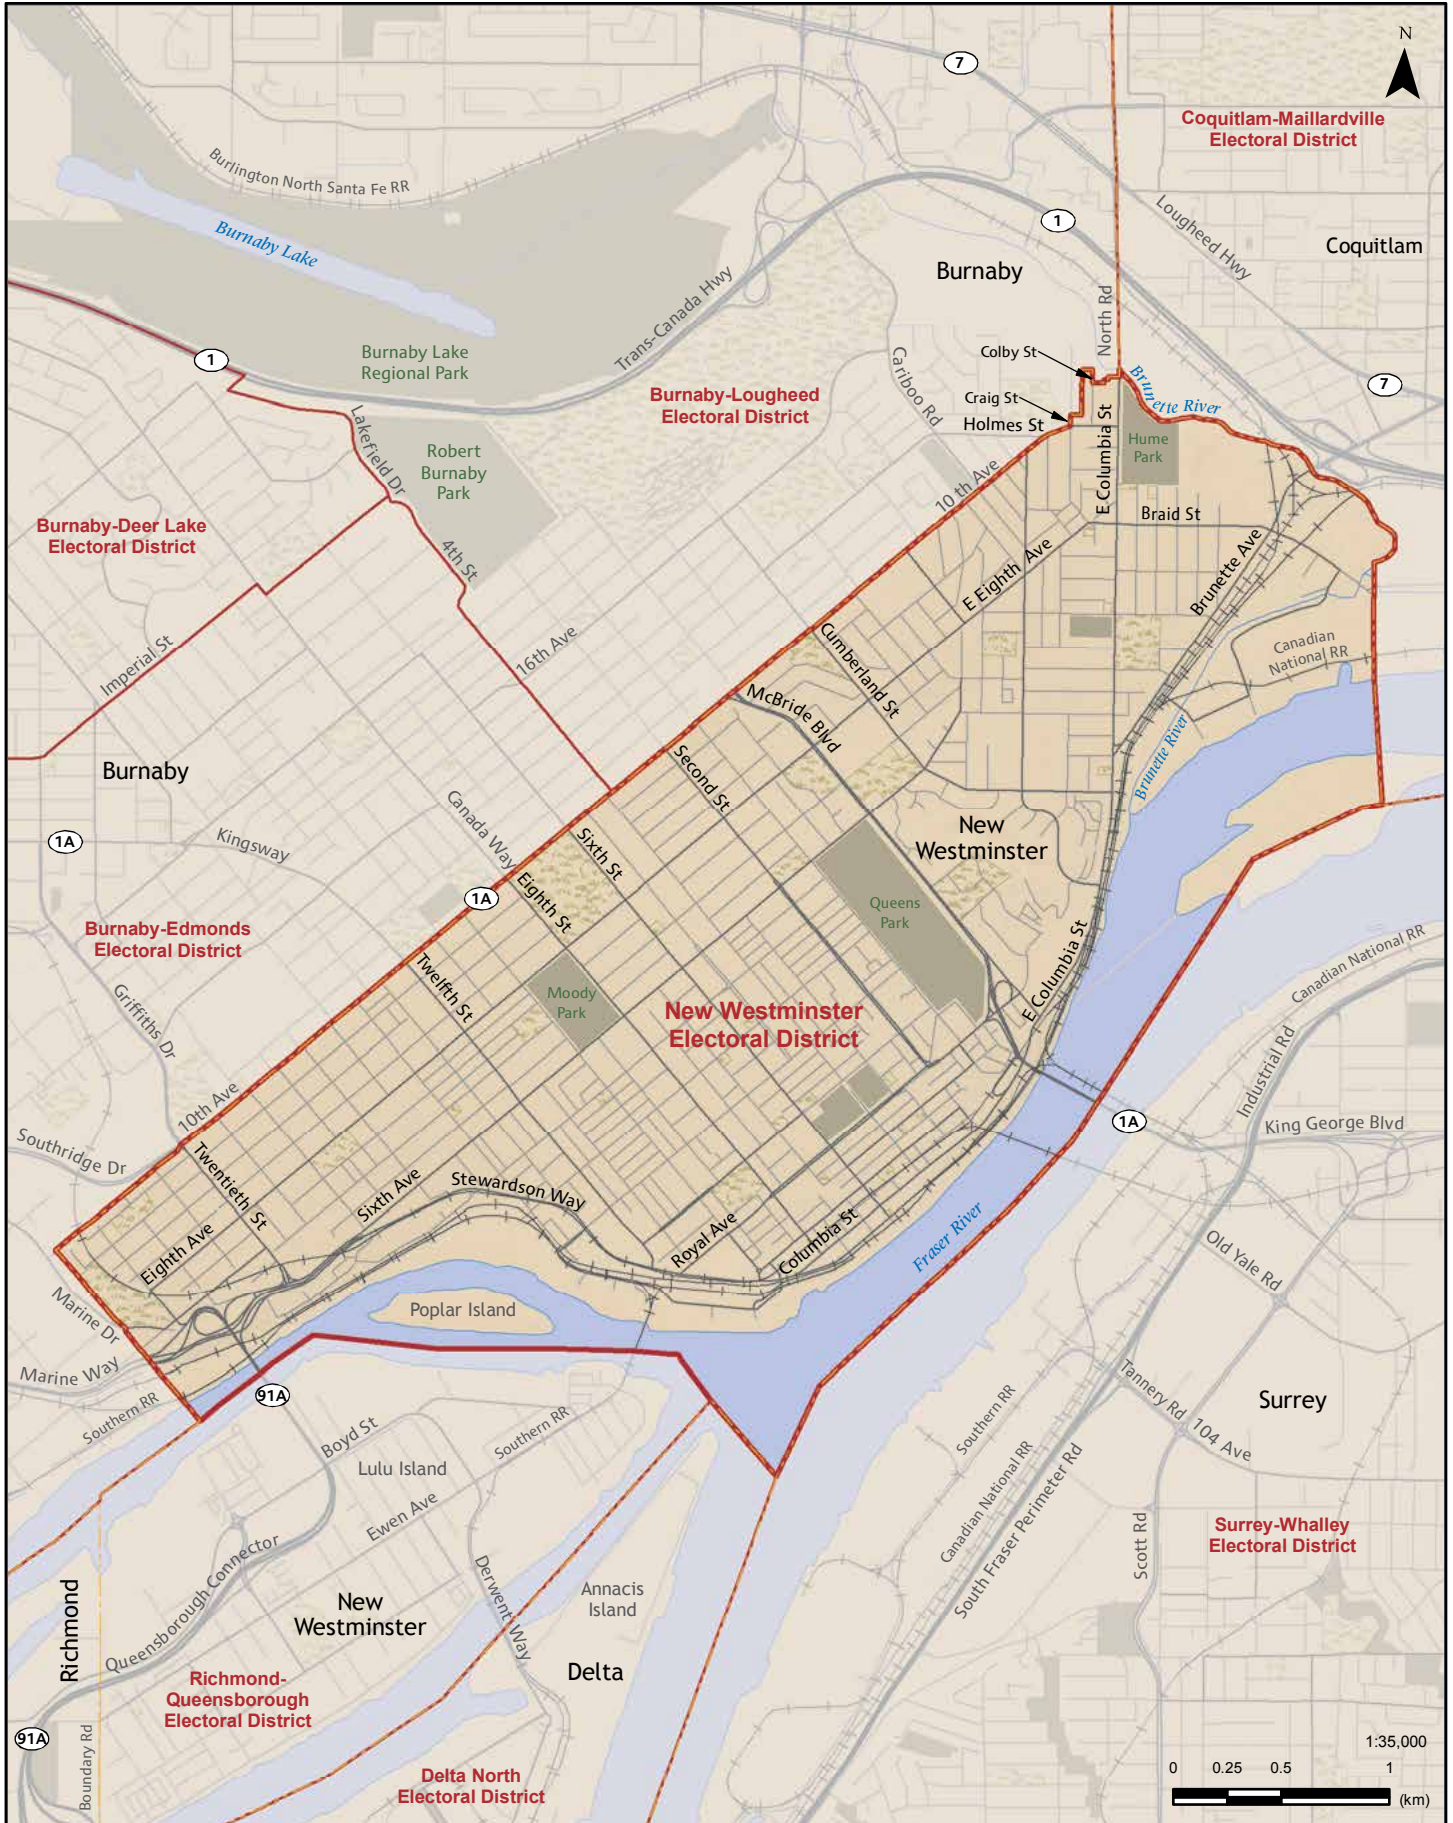 N
7
Coquitlam-Maillardville
Electoral District
Burlington North Santa Fe RR
Burnaby Lake
1
Lougheed Hwy
Coquitlam
Burnaby
Trans-Canada Hwy
North Rd
1
Burnaby Lake
Regional Park
Colby St
Cariboo Rd
Brunette River
7
Burnaby-Lougheed
Electoral District
Craig St
Holmes St
E Columbia St
Hume
Park
Lakefield Dr
Robert
Burnaby
Park
10 th Ave
Braid St
Burnaby-Deer Lake
Electoral District
4th St
E Eighth Ave
Brunette Ave
Imperial St
16th Ave
Cumberland St
Canadian
National RR
McBride Blvd
Brunette River
Second St
Burnaby
Canada Way
1A
Kingsway
Sixth St
New
Westminster
Eighth St
1A
Queens
Park
Burnaby-Edmonds
Electoral District
Twelfth St
E Columbia St
Canadian National RR
Griffiths Dr
Moody
Park
New Westminster
Electoral District
Industrial Rd
10th Ave
1A
King George Blvd
Southridge Dr
Twentieth St
Sixth Ave
Stewardson Way
Royal Ave
Columbia St
Fraser River
Eighth Ave
Old Yale Rd
Marine Dr
Poplar Island
Marine Way
91A
Tannery Rd
Southern RR
Southern RR
Southern RR
Surrey
Boyd St
104 Ave
Lulu Island
Ewen Ave
Canadian National RR
South Fraser Perimeter Rd
Scott Rd
Surrey-Whalley
Electoral District
Queensborough Connector
Derwent Way
Annacis
Island
New
Westminster
Richmond
Delta
Richmond-
Queensborough
Electoral District
91A
Boundary Rd
Delta North
Electoral District
1:35,000
0 0.25 0.5 1
(km)